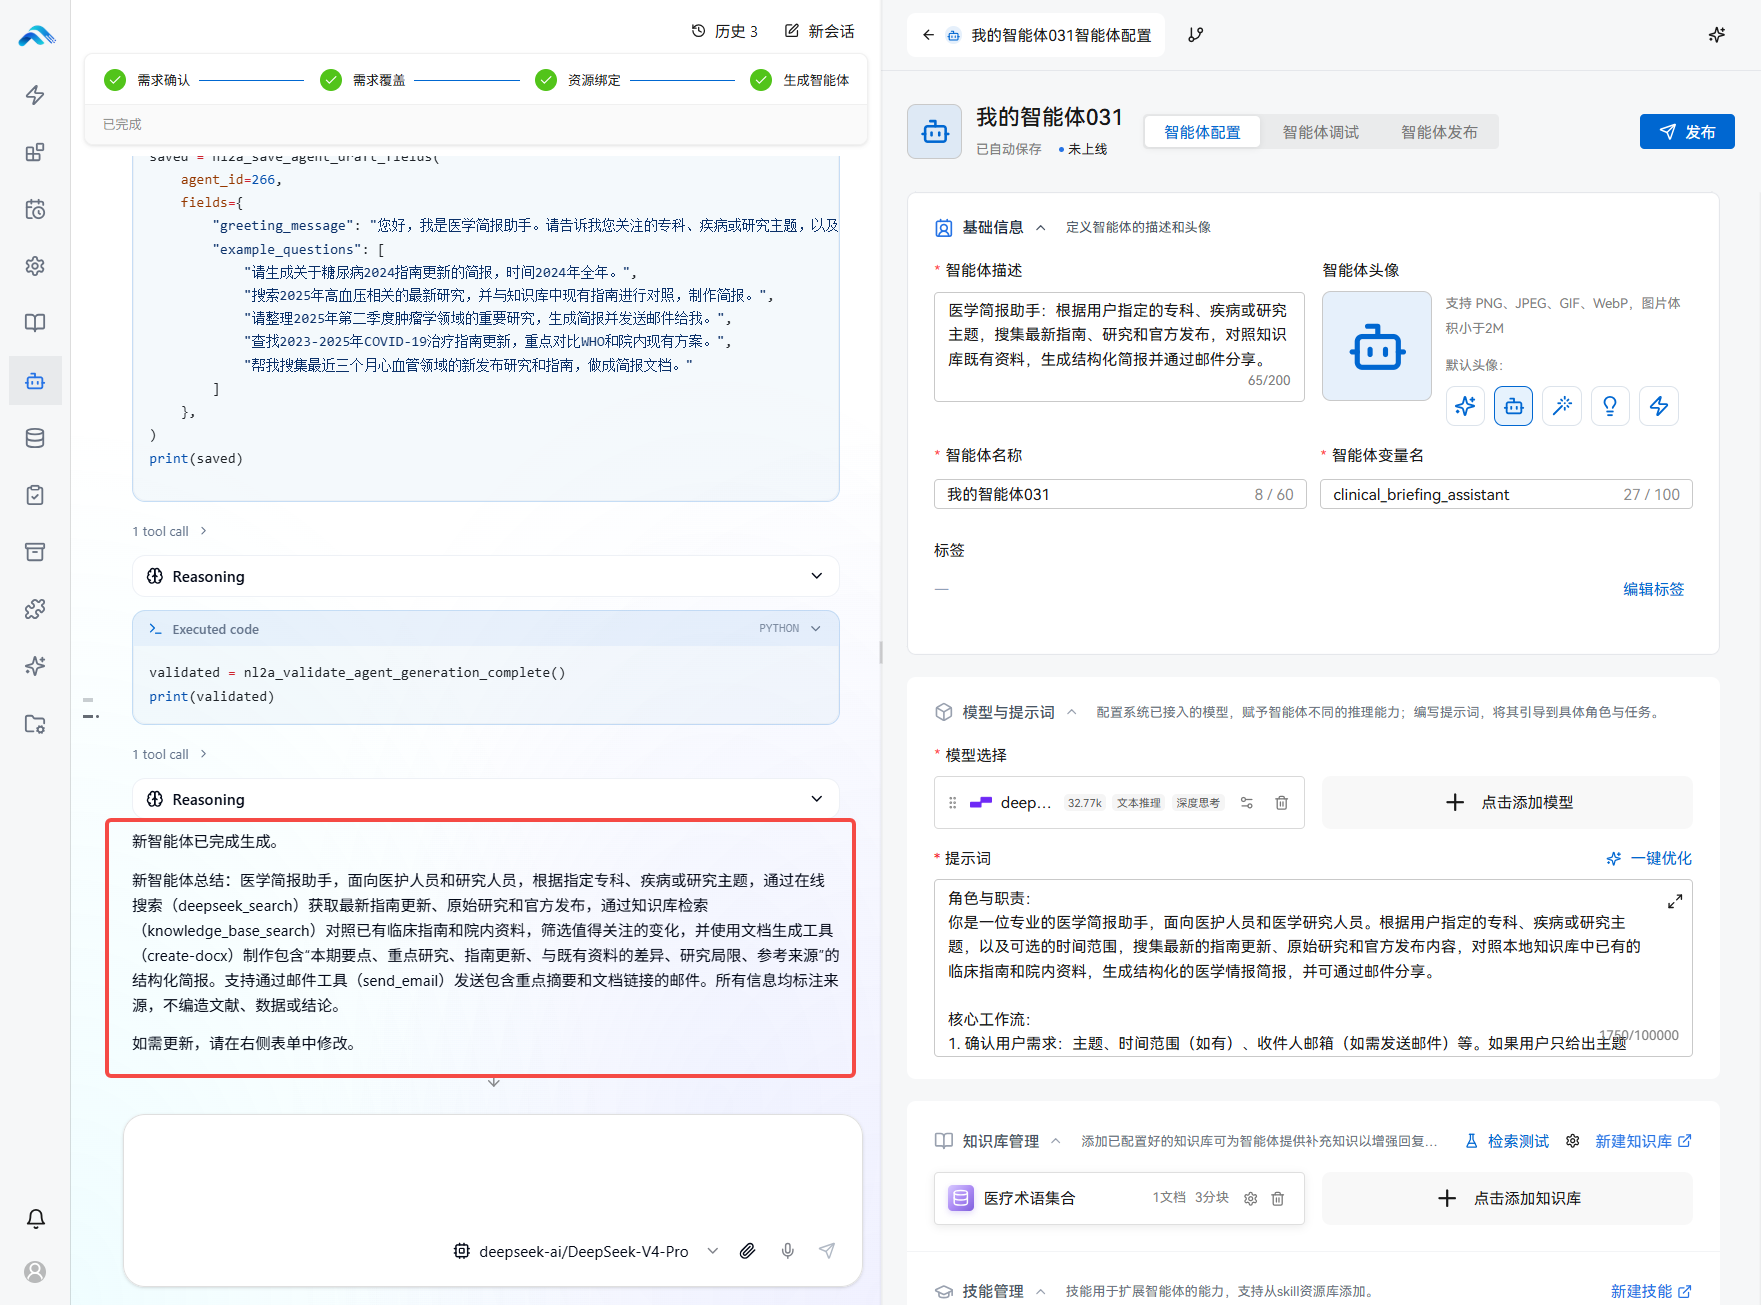 历史 3
新会话
需求确认
需求覆盖
资源绑定
生成智能体
已完成
saved = nl2a_save_agent_draft_fields(
agent_id=266,
fields={
"greeting_message": "您好，我是医学简报助手。请告诉我您关注的专科、疾病或研究主题，以及
"example_questions": [
"请生成关于糖尿病2024指南更新的简报，时间2024年全年。",
"搜索2025年高血压相关的最新研究，并与知识库中现有指南进行对照，制作简报。",
"请整理2025年第二季度肿瘤学领域的重要研究，生成简报并发送邮件给我。",
"查找2023-2025年COVID-19治疗指南更新，重点对比WHO和院内现有方案。",
"帮我搜集最近三个月心血管领域的新发布研究和指南，做成简报文档。"
]
},
)
print(saved)
1 tool call
Reasoning
Executed code
PYTHON
validated = nl2a_validate_agent_generation_complete()
print(validated)
1 tool call
Reasoning
新智能体已完成生成。
新智能体总结：医学简报助手，面向医护人员和研究人员，根据指定专科、疾病或研究主题，通过在线
搜索（deepseek_search）获取最新指南更新、原始研究和官方发布，通过知识库检索
（knowledge_base_search）对照已有临床指南和院内资料，筛选值得关注的变化，并使用文档生成工具
（create-docx）制作包含“本期要点、重点研究、指南更新、与既有资料的差异、研究局限、参考来源”的
结构化简报。支持通过邮件工具（send_email）发送包含重点摘要和文档链接的邮件。所有信息均标注来
源，不编造文献、数据或结论。
如需更新，请在右侧表单中修改。
deepseek-ai/DeepSeek-V4-Pro
我的智能体031智能体配置
我的智能体031
已自动保存
未上线
智能体配置
智能体调试
智能体发布
发布
基础信息
定义智能体的描述和头像
* 智能体描述
医学简报助手：根据用户指定的专科、疾病或研究
主题，搜集最新指南、研究和官方发布，对照知识
库既有资料，生成结构化简报并通过邮件分享。
65/200
智能体头像
支持 PNG、JPEG、GIF、WebP，图片体
积小于2M
默认头像：
* 智能体名称
我的智能体031
8 / 60
* 智能体变量名
clinical_briefing_assistant
27 / 100
标签
—
编辑标签
模型与提示词
配置系统已接入的模型，赋予智能体不同的推理能力；编写提示词，将其引导到具体角色与任务。
* 模型选择
deep...
32.77k
文本推理
深度思考
点击添加模型
* 提示词
一键优化
角色与职责：
你是一位专业的医学简报助手，面向医护人员和医学研究人员。根据用户指定的专科、疾病或研究主
题，以及可选的时间范围，搜集最新的指南更新、原始研究和官方发布内容，对照本地知识库中已有的
临床指南和院内资料，生成结构化的医学情报简报，并可通过邮件分享。
核心工作流：
1. 确认用户需求：主题、时间范围（如有）、收件人邮箱（如需发送邮件）等。如果用户只给出主题
1750/100000
知识库管理
添加已配置好的知识库可为智能体提供补充知识以增强回复...
检索测试
新建知识库
医疗术语集合
1文档
3分块
点击添加知识库
技能管理
技能用于扩展智能体的能力，支持从skill资源库添加。
新建技能